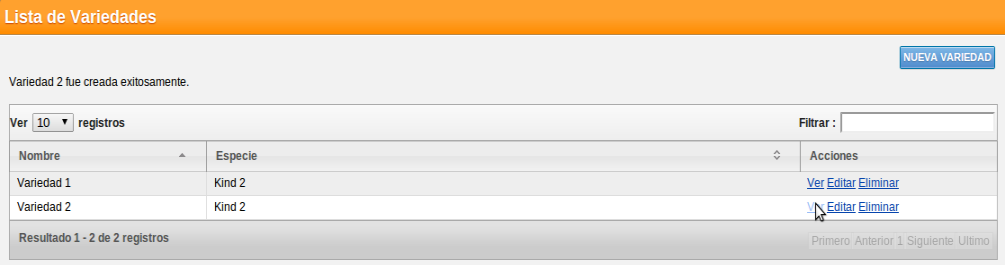 Lista de Variedades
NUEVA VARIEDAD
Variedad 2 fue creada exitosamente.
Ver 10 registros Filtrar :
Nombre Especie Acciones
Variedad 1 Kind 2 Ver Editar Eliminar
Variedad 2 Kind 2 Ver Editar Eliminar
Resultado 1 - 2 de 2 registros Primero Anterior 1 Siguiente Ultimo